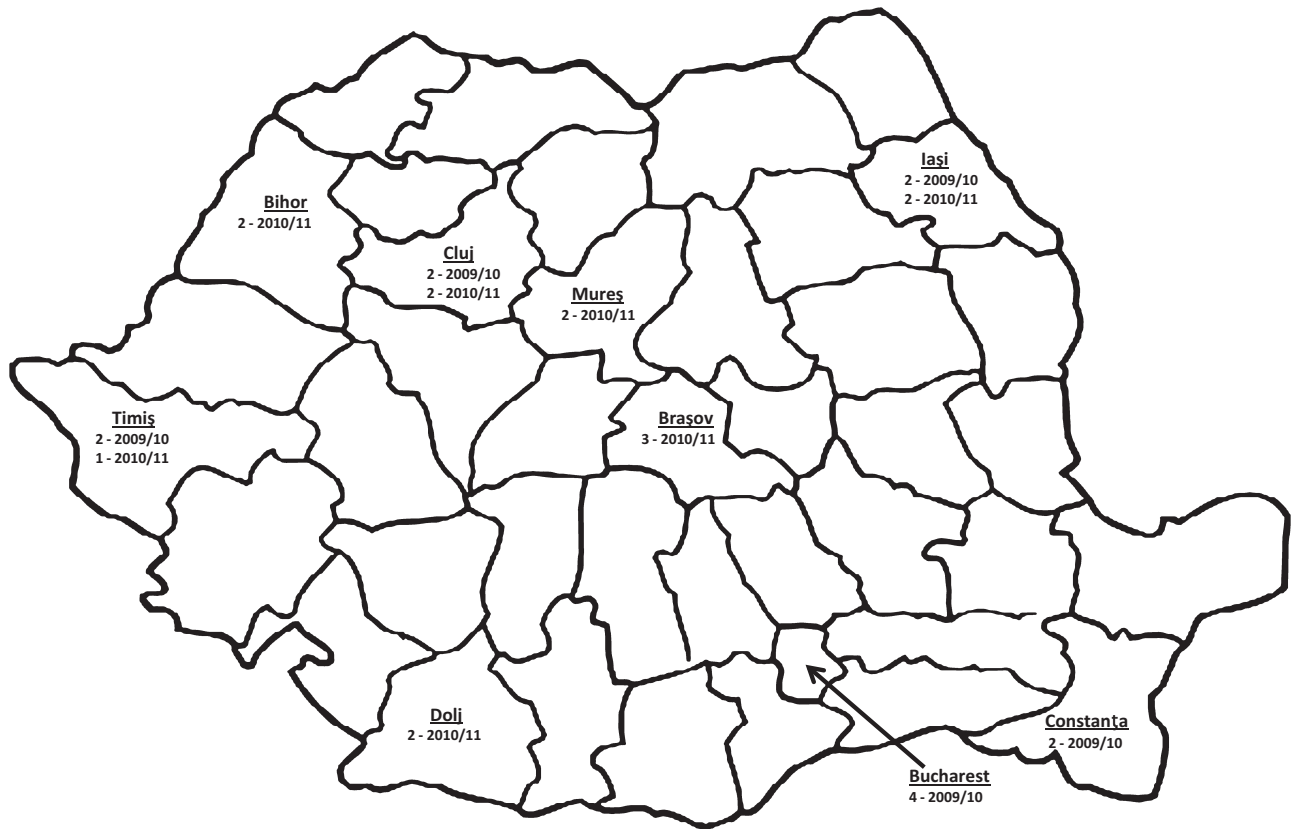 Iaşi
2 - 2009/10
2 - 2010/11
Bihor
2 - 2010/11
Cluj
2 - 2009/10
2 - 2010/11
Mureş
2 - 2010/11
Timiş
2 - 2009/10
1 - 2010/11
Braşov
3 - 2010/11
Dolj
2 - 2010/11
Constanţa
2 - 2009/10
Bucharest
4 - 2009/10